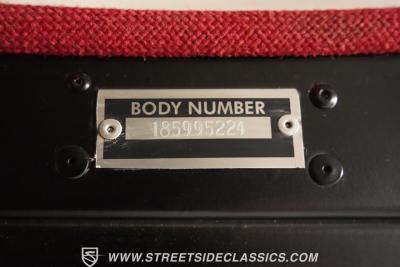 BODY NUMBER
185995224
WWW.STREETSIDECLASSICS.COM